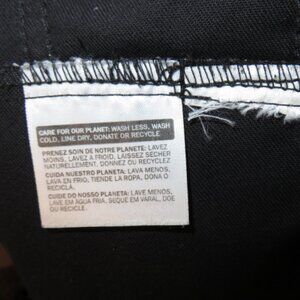 CARE FOR OUR PLANET: WASH LESS, WASH
COLD, LINE DRY, DONATE OR RECYCLE.
PRENEZ SOIN DE NOTRE PLANETE: LAVEZ
MOINS, LAVEZ A FROID, LAISSEZ SECHER
NATURELLEMENT, DONNEZ OU RECYCLEZ
CUIDA NUESTRO PLANETA: LAVA MENOS,
LAVA EN FRIO, TIENDE LA ROPA, DONA Ó
RECICLA.
CUIDE DO NOSSO PLANETA: LAVE MENOS,
LAVE EM ÁGUA FRIA, SEQUE EM VARAL, DOE
OU RECICLE.